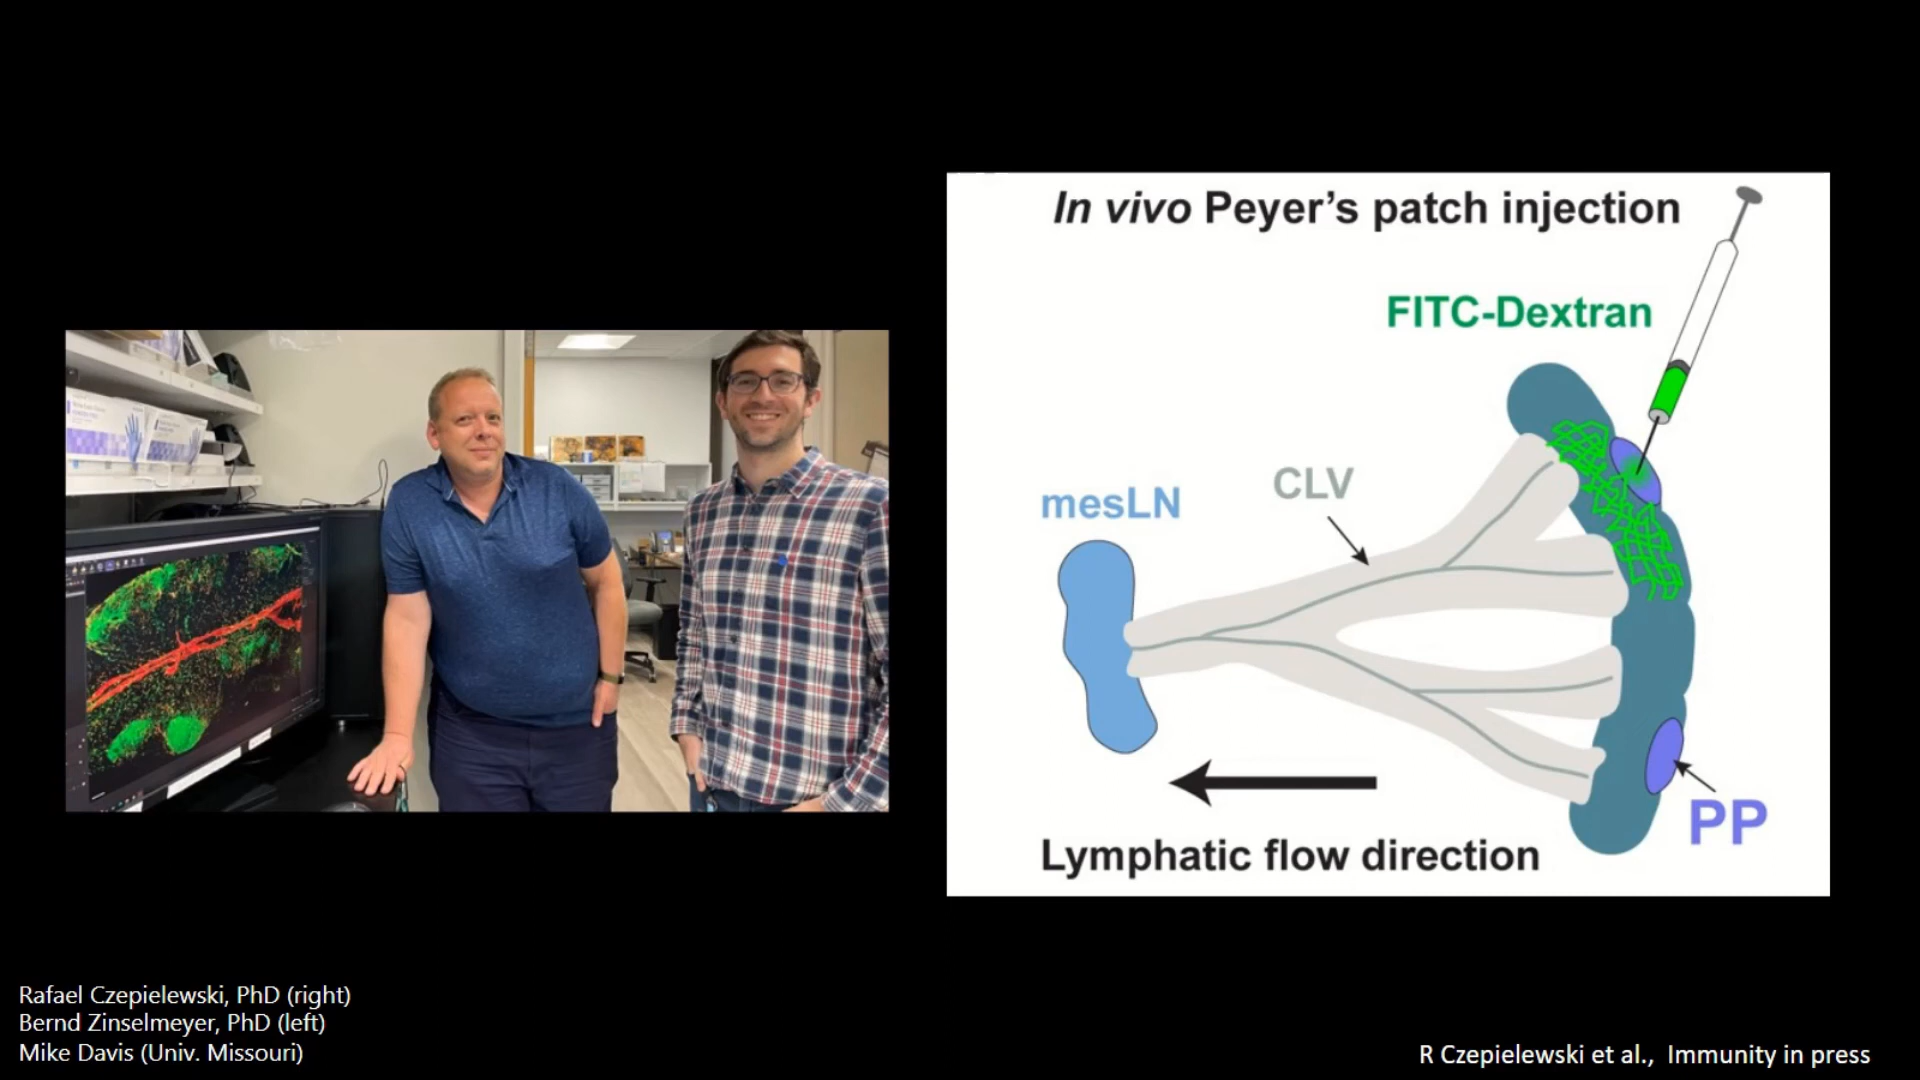 In vivo Peyer's patch injection
FITC-Dextran
CLV
mesLN
PP
Lymphatic flow direction
Rafael Czepielewski, PhD (right)
Bernd Zinselmeyer, PhD (left)
Mike Davis (Univ. Missouri)
R Czepielewski et al.,  Immunity in press